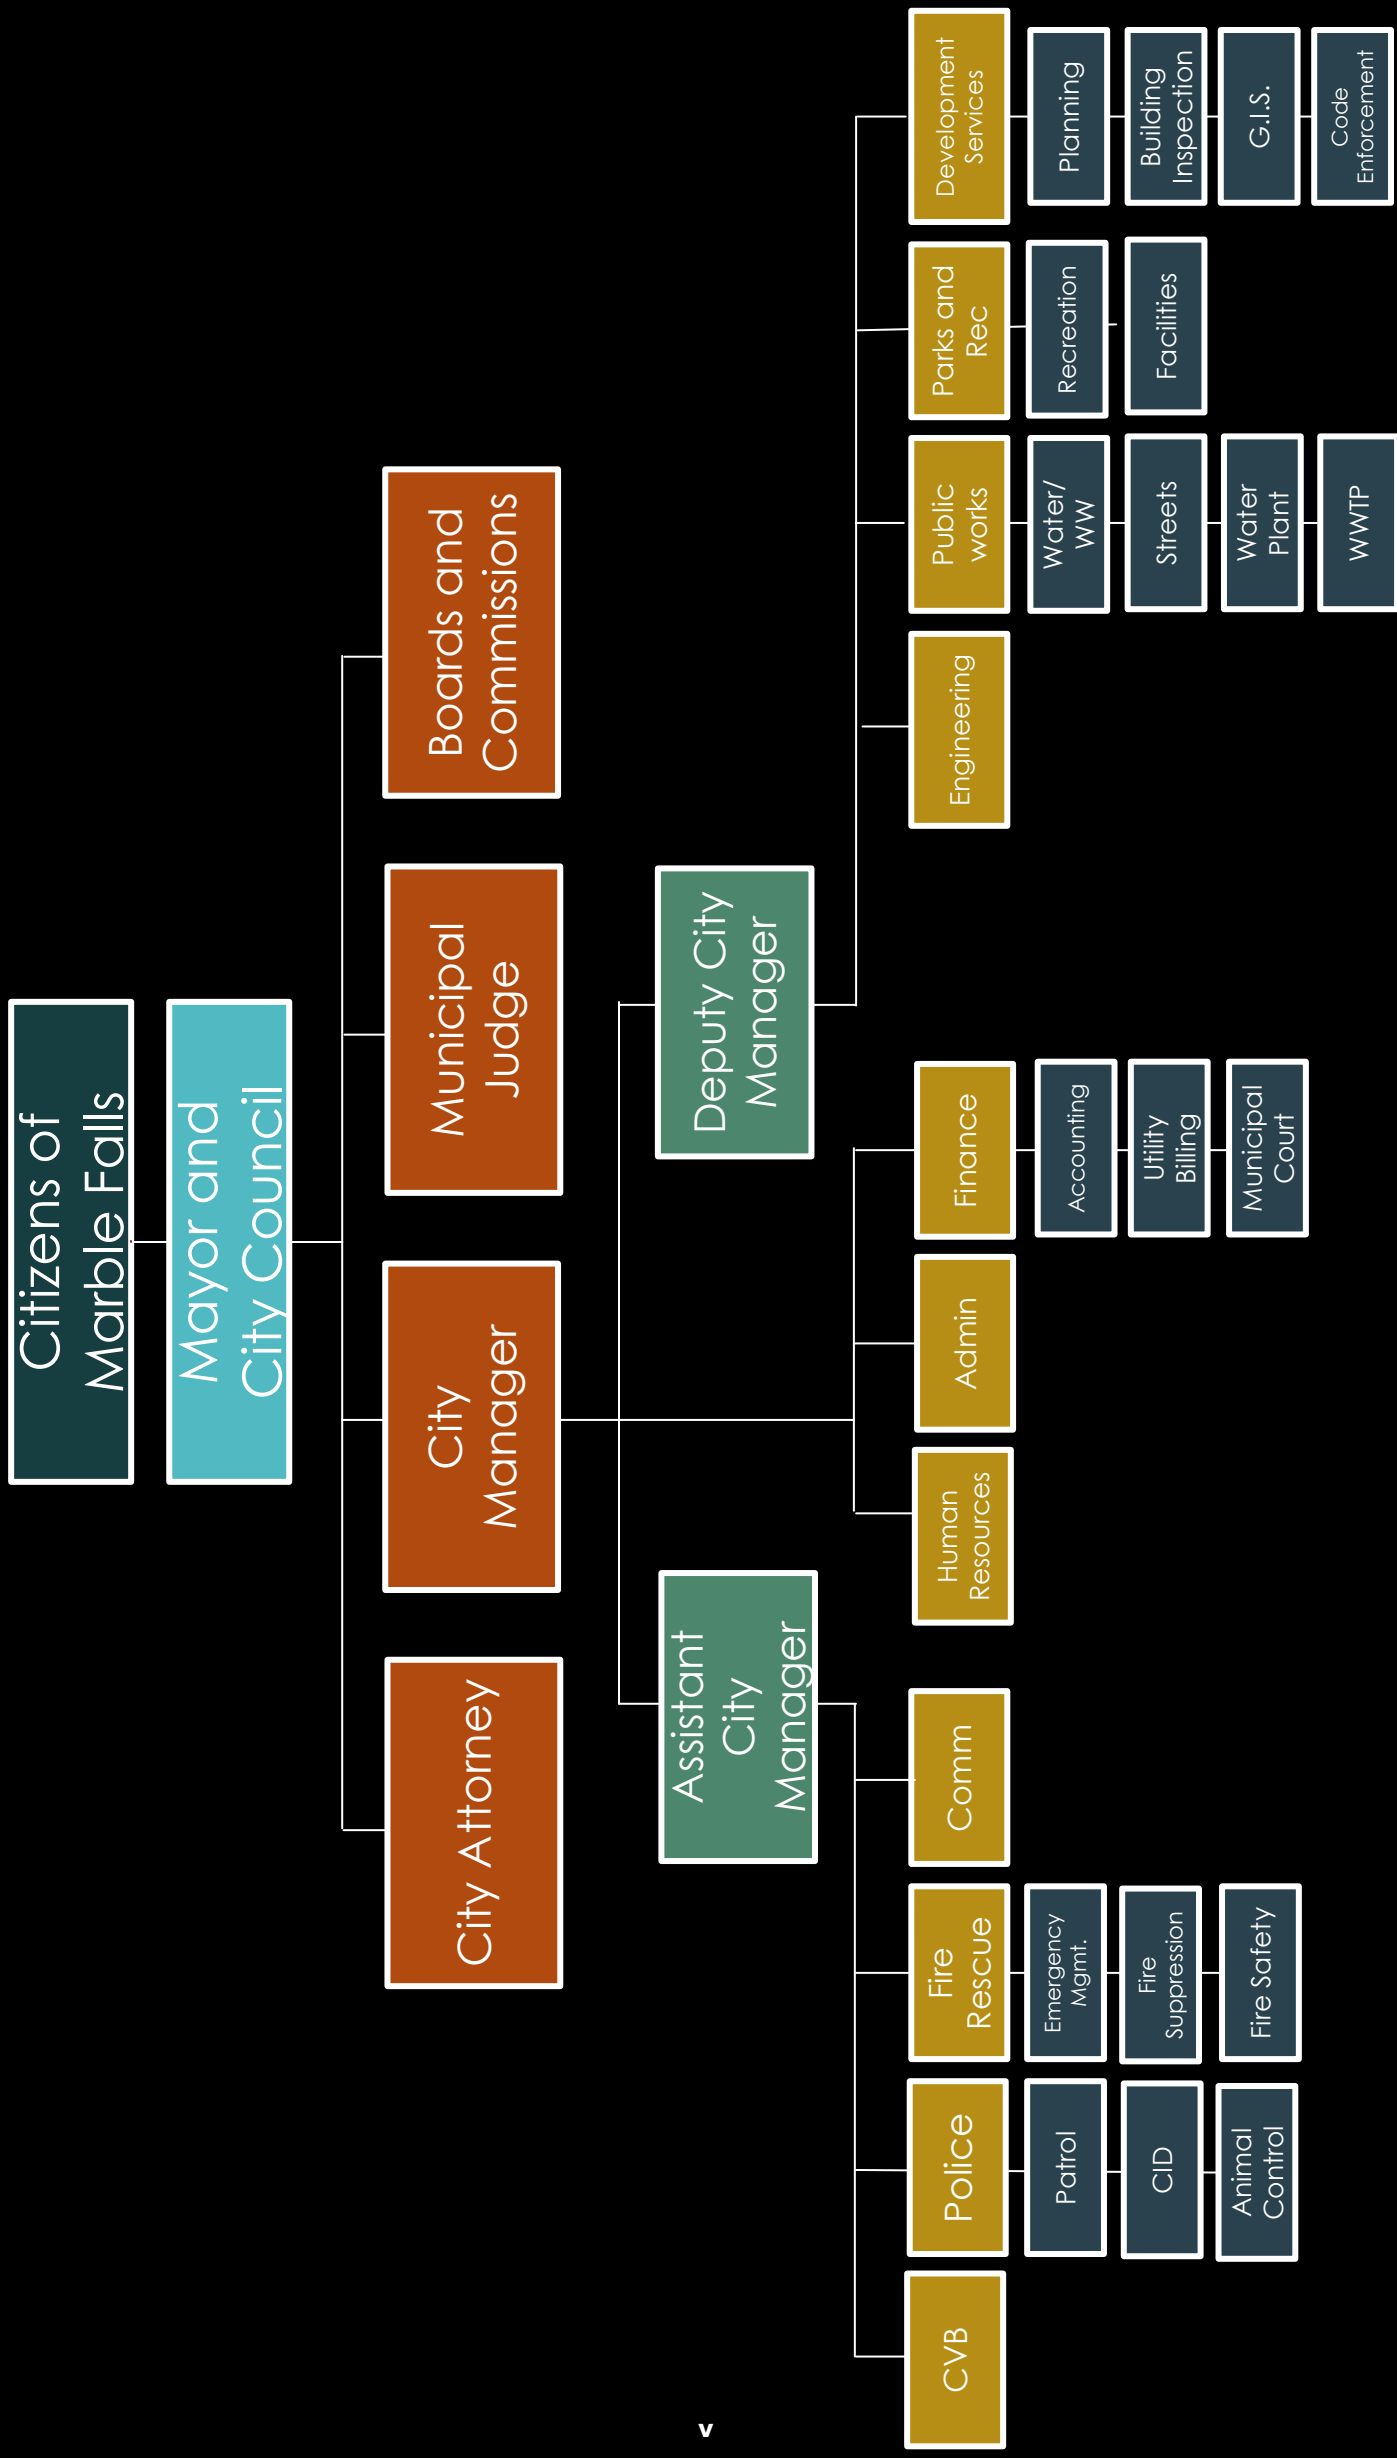 Citizens of
Marble Falls
Mayor and
City Council
City Attorney
City
Manager
Municipal
Judge
Boards and
Commissions
Assistant
City
Manager
Deputy City
Manager
CVB
Police
Patrol
CID
Animal
Control
Fire
Rescue
Emergency
Mgmt.
Fire
Suppression
Fire Safety
Comm
Human
Resources
Admin
Finance
Accounting
Utility
Billing
Municipal
Court
Engineering
Public
works
Water/
WW
Streets
Water
Plant
WWTP
Parks and
Rec
Recreation
Facilities
Development
Services
Planning
Building
Inspection
G.I.S.
Code
Enforcement
v